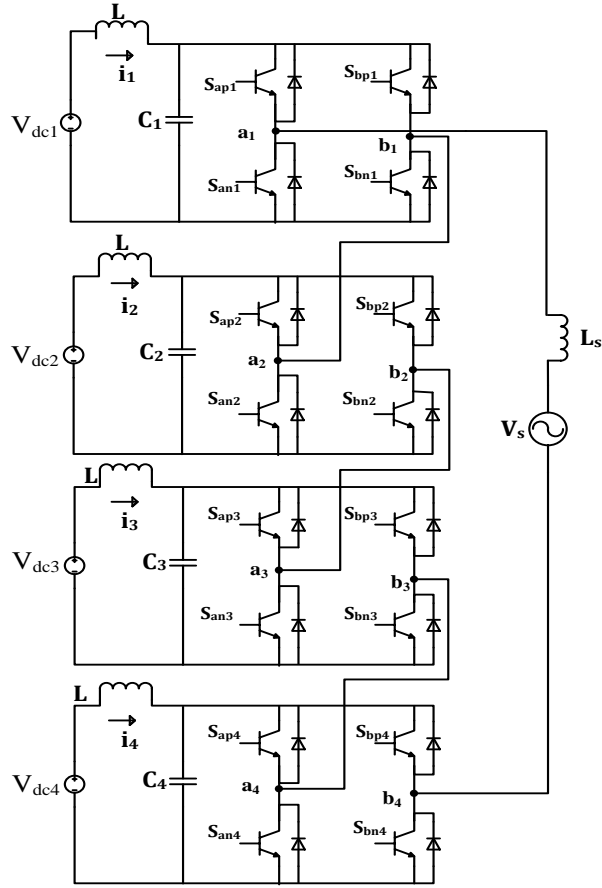 L
i1
Vdc1
C1
Sap1
Sbp1
a1
b1
San1
Sbn1
L
i2
Vdc2
C2
Sap2
Sbp2
a2
b2
San2
Sbn2
Ls
Vs
L
i3
Vdc3
C3
Sap3
Sbp3
a3
b3
San3
Sbn3
L
i4
Vdc4
C4
Sap4
Sbp4
a4
b4
San4
Sbn4